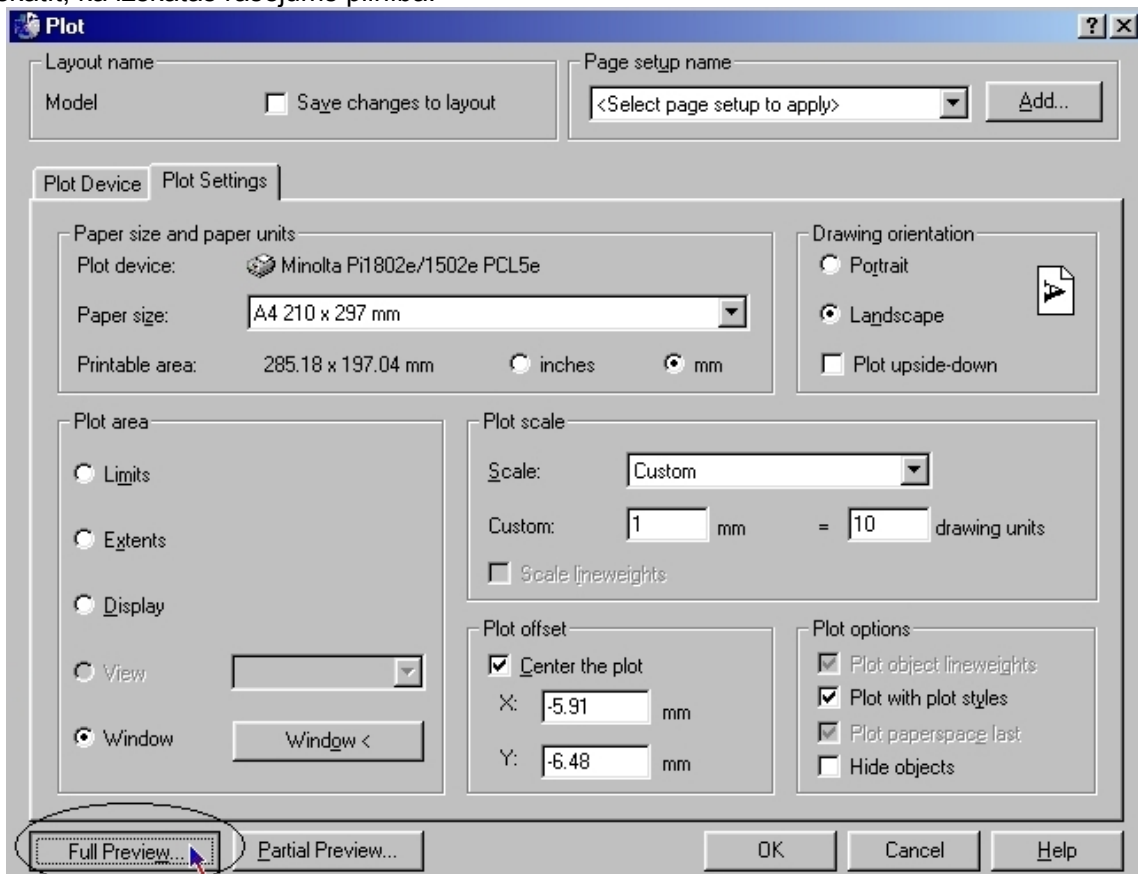 Plot
Layout name
Model
Save changes to layout
Page setup name
<Select page setup to apply>
Add...
Plot Device
Plot Settings
Paper size and paper units
Plot device:
Minolta Pi1802e/1502e PCL5e
Paper size:
A4 210 x 297 mm
Printable area:
285.18 x 197.04 mm
inches
mm
Drawing orientation
Portrait
Landscape
A
Plot upside-down
Plot area
Limits
Extents
Display
View
Window
Window <
Plot scale
Scale:
Custom
Custom:
1
mm
=
10
drawing units
Scale lineweights
Plot offset
Center the plot
X:
-5.91
mm
Y:
-6.48
mm
Plot options
Plot object lineweights
Plot with plot styles
Plot paperspace last
Hide objects
Full Preview...
Partial Preview...
OK
Cancel
Help